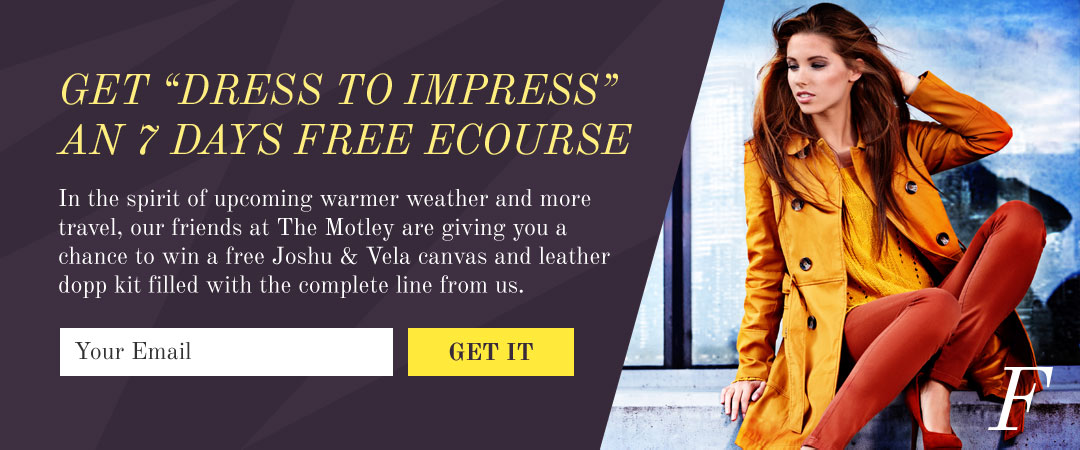 GET “DRESS TO IMPRESS”
AN 7 DAYS FREE ECOURSE
In the spirit of upcoming warmer weather and more
travel, our friends at The Motley are giving you a
chance to win a free Joshu & Vela canvas and leather
dopp kit filled with the complete line from us.
Your Email
GET IT
F